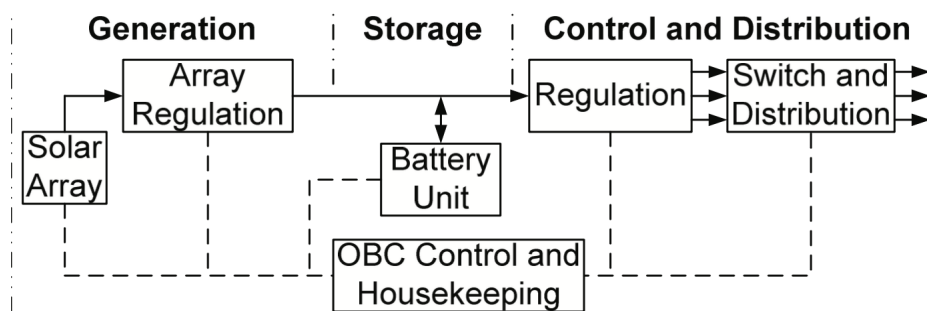 Generation
Storage
Control and Distribution
Array
Regulation
Regulation
Switch and
Distribution
Solar
Array
Battery
Unit
OBC Control and
Housekeeping